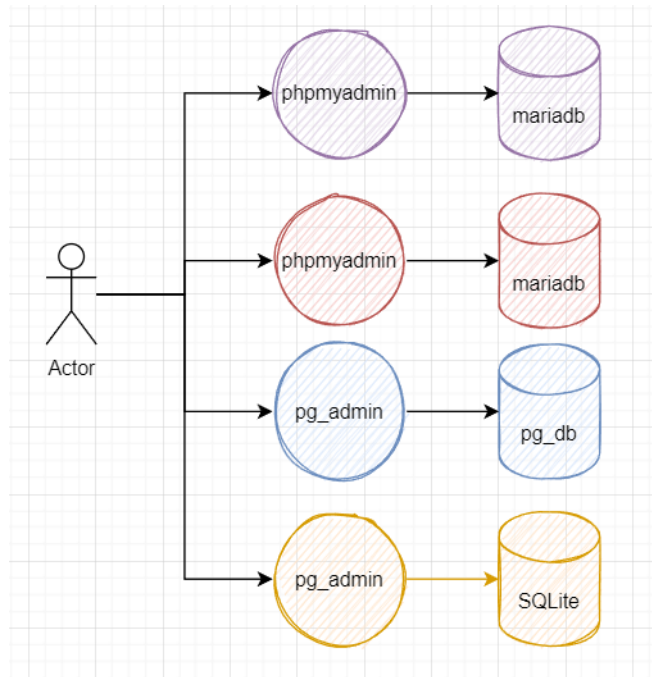 phpmyadmin
mariadb
phpmyadmin
mariadb
Actor
pg_admin
pg_db
pg_admin
SQLite